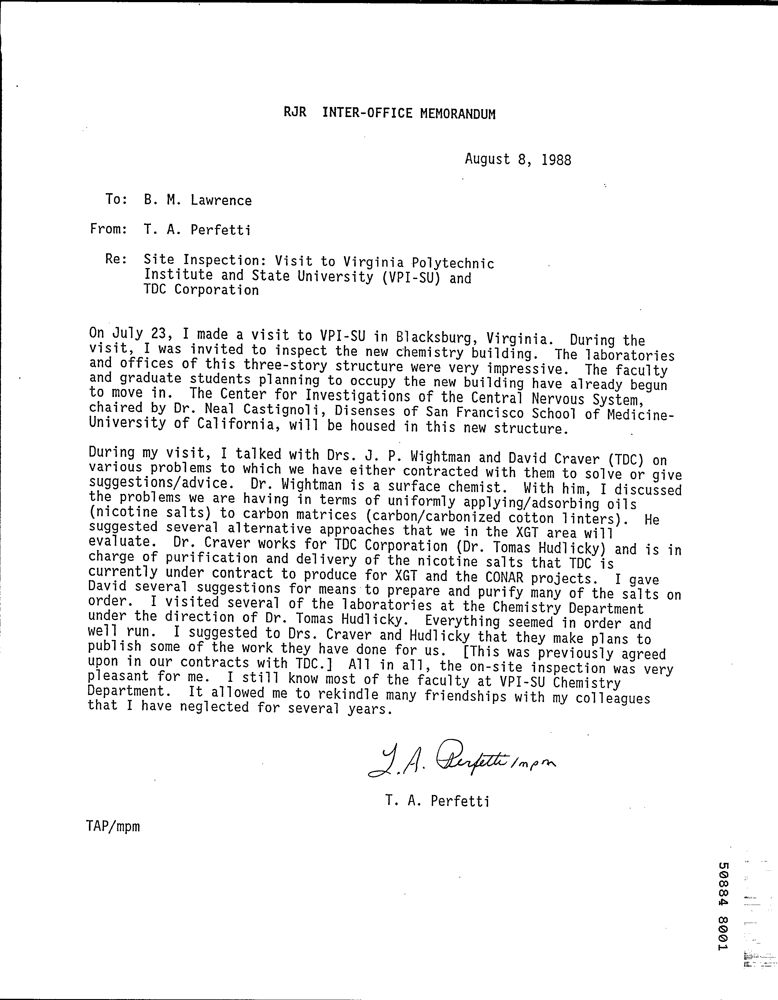 RJR INTER-OFFICE MEMORANDUM
August 8, 1988
To: B. M. Lawrence
From: T. A. Perfetti
Re: Site Inspection: Visit to Virginia Polytechnic
Institute and State University (VPI-SU) and
TDC Corporation
On July 23, I made a visit to VPI-SU in Blacksburg, Virginia. During the
visit, I was invited to inspect the new chemistry building. The laboratories
and offices of this three-story structure were very impressive. The faculty
and graduate students planning to occupy the new building have already begun
to move in. The Center for Investigations of the Central Nervous System,
chaired by Dr. Neal Castignoli, Disenses of San Francisco School of Medicine-
University of California, will be housed in this new structure.
During my visit, I talked with Drs. J. P. Wightman and David Craver (TDC) on
various problems to which we have either contracted with them to solve or give
suggestions/advice. Dr. Wightman is a surface chemist. With him, I discussed
the problems we are having in terms of uniformly applying/adsorbing oils
(nicotine salts) to carbon matrices (carbon/carbonized cotton linters). He
suggested several alternative approaches that we in the XGT area will
evaluate. Dr. Craver works for TDC Corporation (Dr. Tomas Hudlicky) and is in
charge of purification and delivery of the nicotine salts that TDC is
currently under contract to produce for XGT and the CONAR projects. I gave
David several suggestions for means to prepare and purify many of the salts on
order. I visited several of the laboratories at the Chemistry Department
under the direction of Dr. Tomas Hudlicky. Everything seemed in order and
well run. I suggested to Drs. Craver and Hudlicky that they make plans to
publish some of the work they have done for us. [This was previously agreed
upon in our contracts with TDC.] All in all, the on-site inspection was very
pleasant for me. I still know most of the faculty at VPI-SU Chemistry
Department. It allowed me to rekindle many friendships with my colleagues
that I have neglected for several years.
T. A. Perfetti/mpm
T. A. Perfetti
TAP/mpm
50884 8001